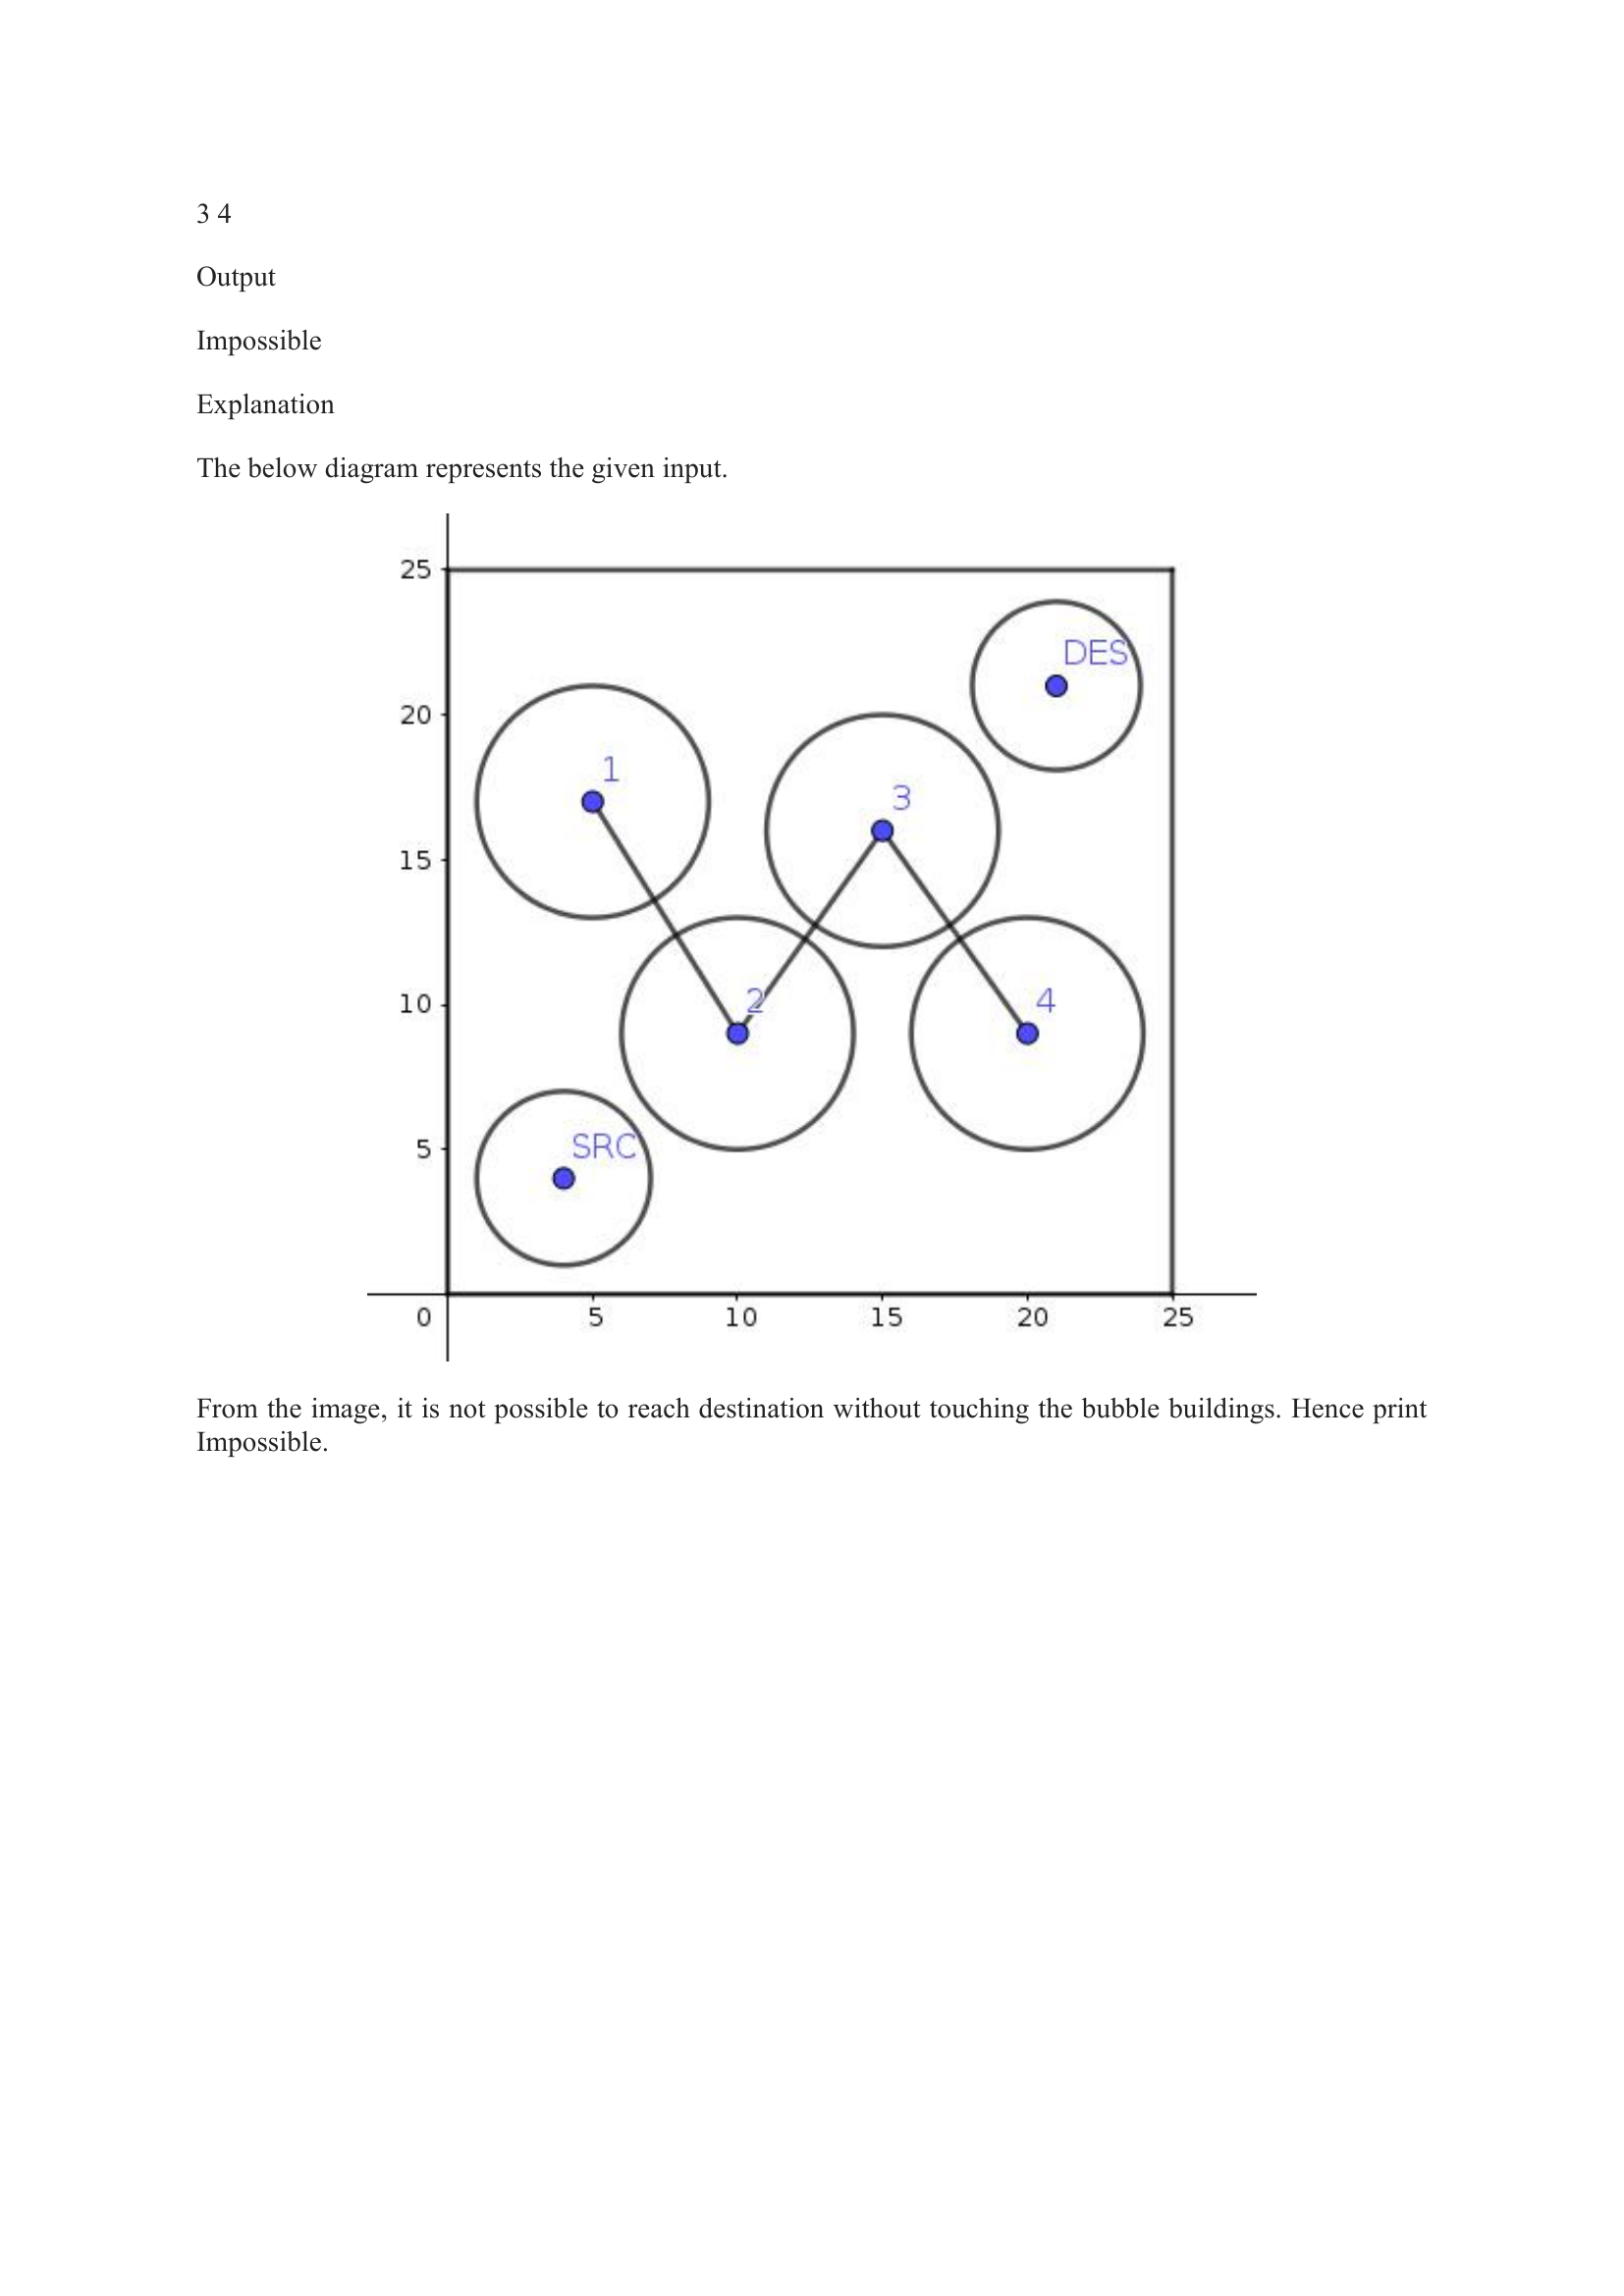 3 4
Output
Impossible
Explanation
The below diagram represents the given input.
25
DES
20
1
3
15
10
2
4
SRC
5
0
5
10
15
20
25
From the image, it is not possible to reach destination without touching the bubble buildings. Hence print
Impossible.